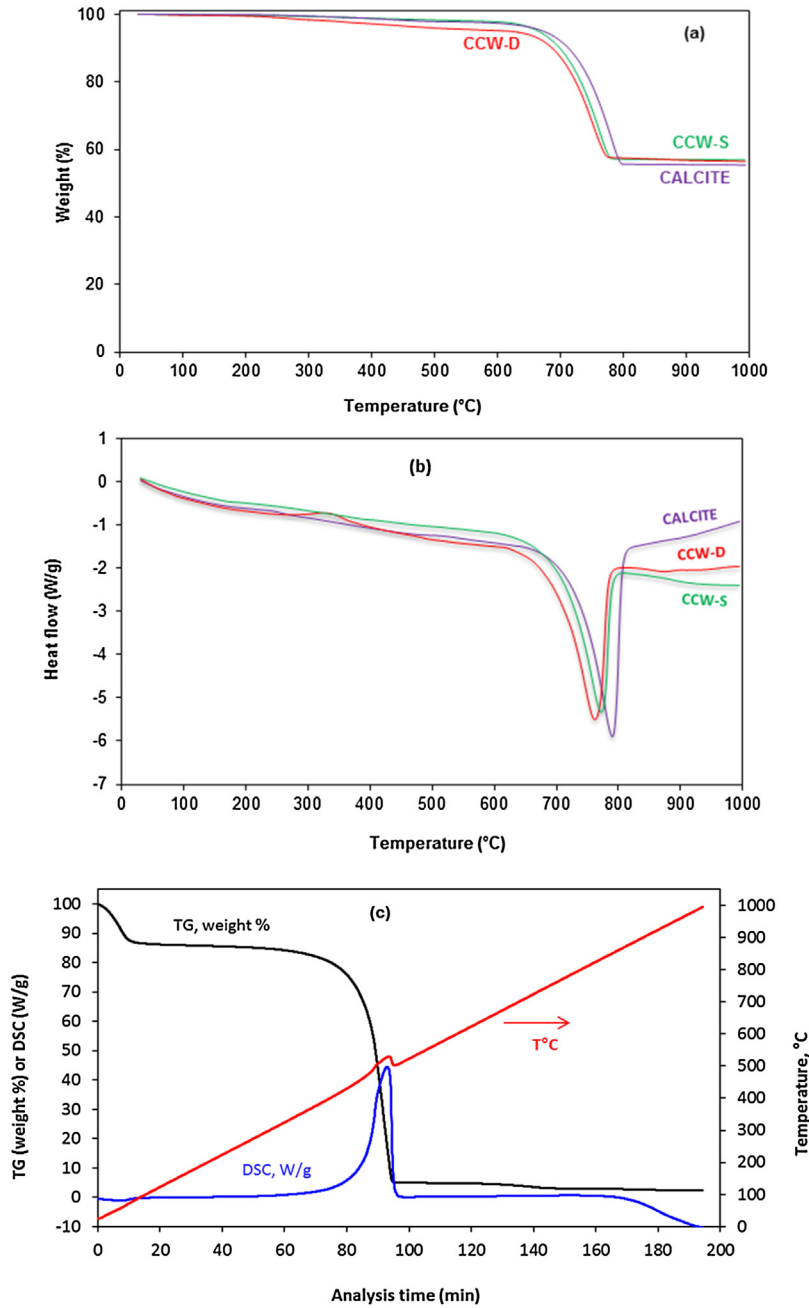 (a)
100
80
60
40
20
0
Weight (%)
CCW-D
CCW-S
CALCITE
0 100 200 300 400 500 600 700 800 900 1000
Temperature (°C)
(b)
1
0
-1
-2
-3
-4
-5
-6
-7
Heat flow (W/g)
CALCITE
CCW-D
CCW-S
0 100 200 300 400 500 600 700 800 900 1000
Temperature (°C)
(c)
100
90
80
70
60
50
40
30
20
10
0
-10
TG (weight %) or DSC (W/g)
TG, weight %
T°C
DSC, W/g
1000
900
800
700
600
500
400
300
200
100
0
Temperature, °C
0 20 40 60 80 100 120 140 160 180 200
Analysis time (min)